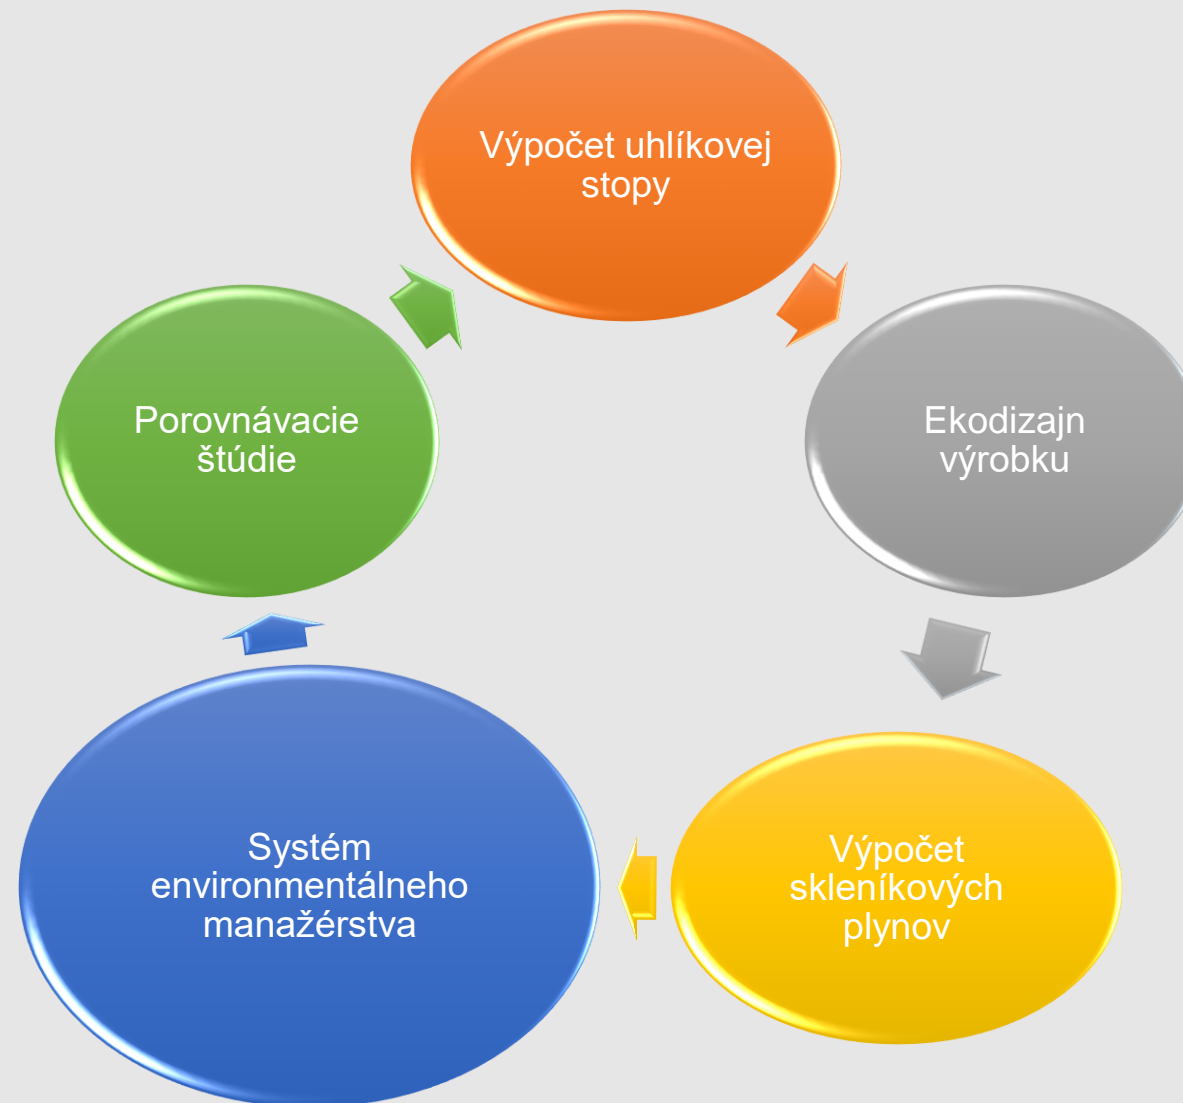 Výpočet uhlíkovej
stopy
Ekodizajn
výrobku
Výpočet
skleníkových
plynov
Systém
environmentálneho
manažérstva
Porovnávacie
štúdie